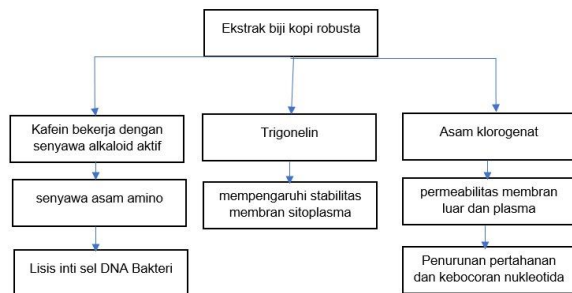 Ekstrak biji kopi robusta
Kafein bekerja dengan
senyawa alkaloid aktif
Trigonelin
Asam klorogenat
senyawa asam amino
mempengaruhi stabilitas
membran sitoplasma
permeabilitas membran
luar dan plasma
Lisis inti sel DNA Bakteri
Penurunan pertahanan
dan kebocoran nukleotida